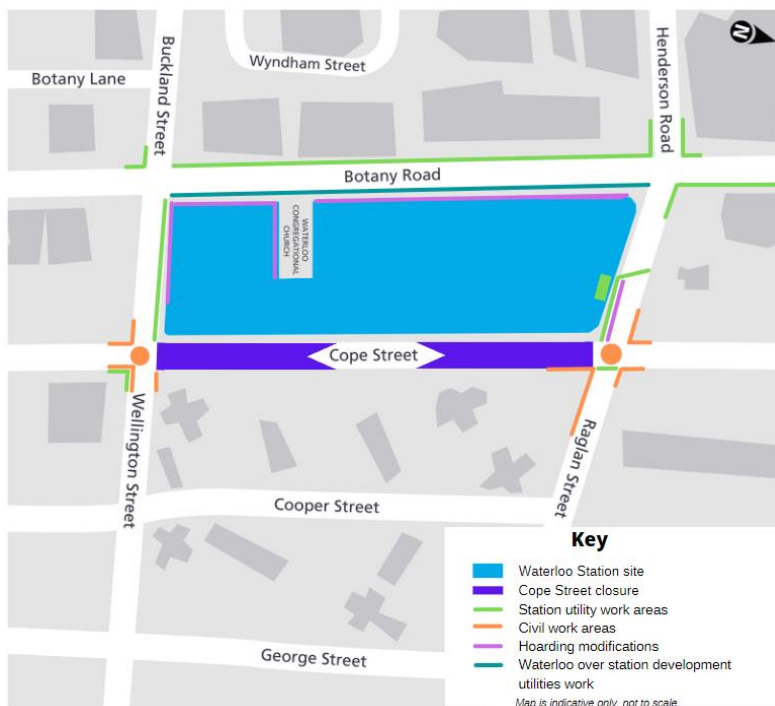 Wyndham Street
Botany Lane
Buckland Street
Henderson Road
N
Botany Road
WATERLOO
CONGREGATIONAL
CHURCH
Cope Street
Wellington Street
Raglan Street
Cooper Street
George Street
Key
Waterloo Station site
Cope Street closure
Station utility work areas
Civil work areas
Hoarding modifications
Waterloo over station development
utilities work
Map is indicative only, not to scale